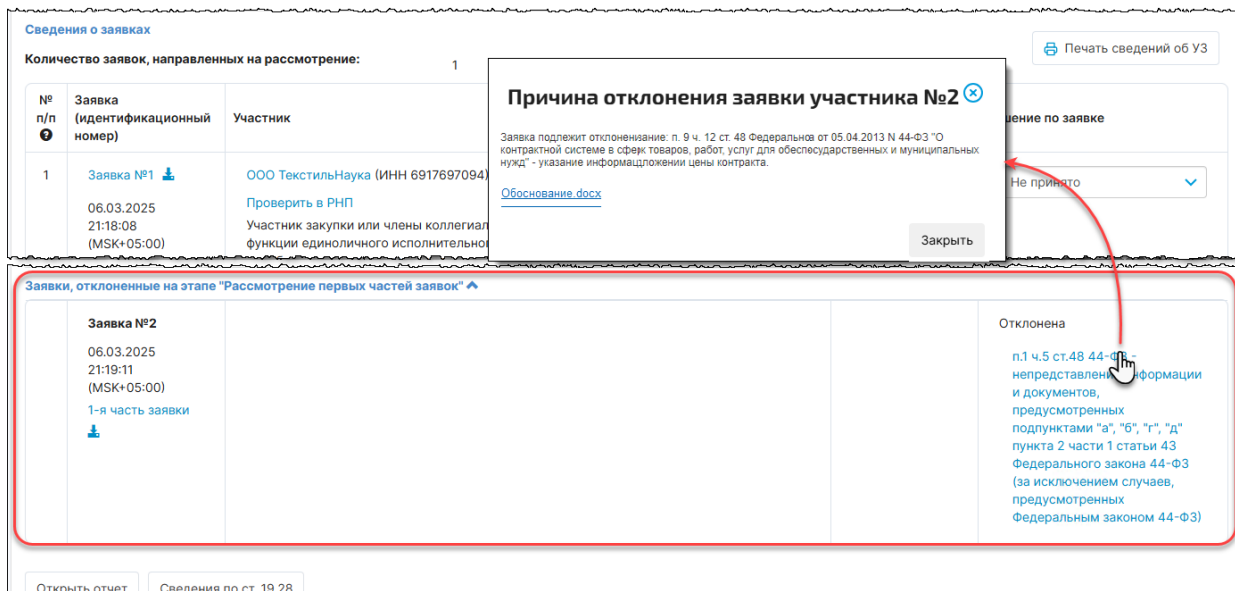 Сведения о заявках
Печать сведений об УЗ
Количество заявок, направленных на рассмотрение: 1
№ п/п
Заявка (идентификационный номер)
Участник
шение по заявке
1
Заявка №1
ООО ТекстильНаука (ИНН 6917697094)
Не принято
06.03.2025
21:18:08
(MSK+05:00)
Проверить в РНП
Участник закупки или члены коллегиал
функции единоличного исполнительног
Причина отклонения заявки участника №2
Заявка подлежит отклоненизание: п. 9 ч. 12 ст. 48 Федеральнов от 05.04.2013 N 44-ФЗ "О
контрактной системе в сферк товаров, работ, услуг для обеспесударственных и муниципальных
нужд" - указание информацдложении цены контракта.
Обоснование.docx
Закрыть
Заявки, отклоненные на этапе "Рассмотрение первых частей заявок"
Заявка №2
06.03.2025
21:19:11
(MSK+05:00)
1-я часть заявки
Отклонена
п.1 ч.5 ст.48 44-ФЗ -
непредставление информации
и документов,
предусмотренных
подпунктами "а", "б", "г", "д"
пункта 2 части 1 статьи 43
Федерального закона 44-ФЗ
(за исключением случаев,
предусмотренных
Федеральным законом 44-ФЗ)
Открыть отчет
Сведения по ст. 19.28